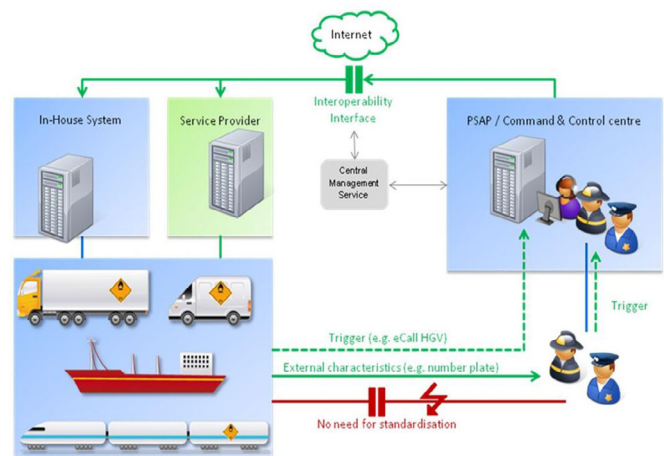 Internet
Interoperability
Interface
In-House System
Service Provider
PSAP / Command & Control centre
Central
Management
Service
Trigger (e.g. eCall HGV)
Trigger
External characteristics (e.g. number plate)
No need for standardisation